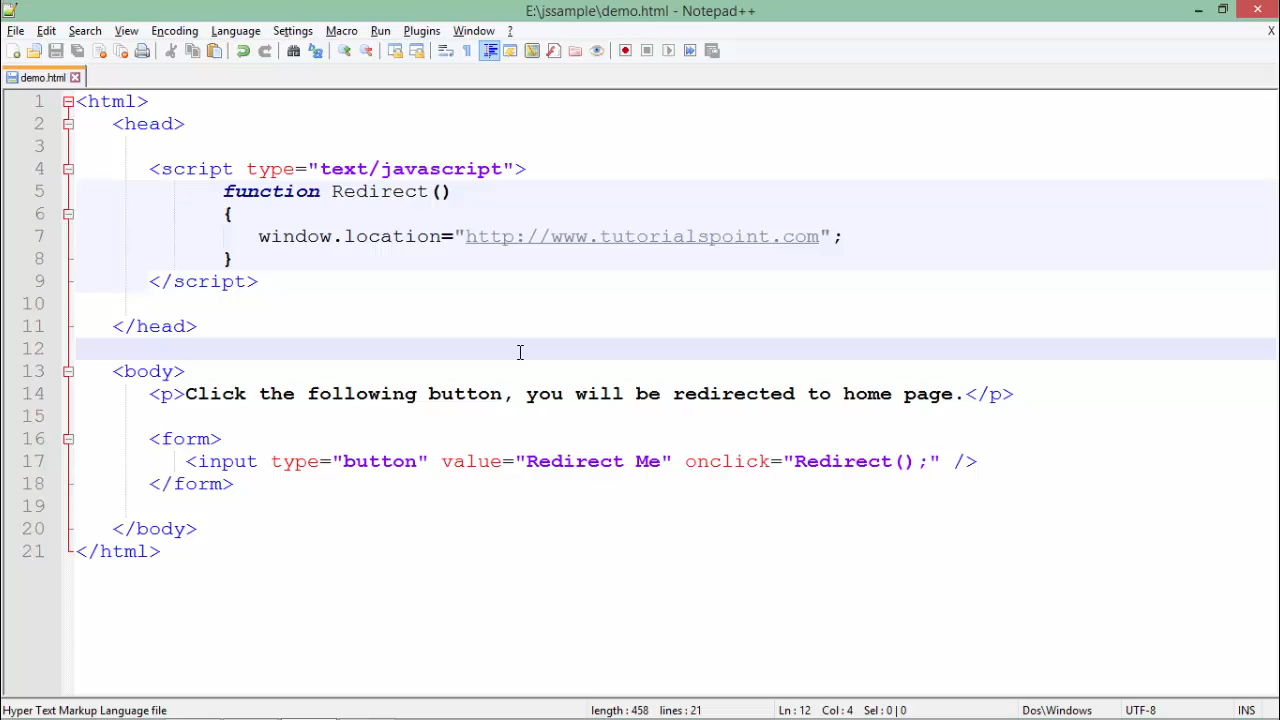 E:\jssample\demo.html - Notepad++
File Edit Search View Encoding Language Settings Macro Run Plugins Window ? X
demo.html
1 <html>
2 <head>
3
4 <script type="text/javascript">
5 function Redirect()
6 {
7 window.location="http://www.tutorialspoint.com";
8 }
9 </script>
10
11 </head>
12
13 <body>
14 <p>Click the following button, you will be redirected to home page.</p>
15
16 <form>
17 <input type="button" value="Redirect Me" onclick="Redirect();" />
18 </form>
19
20 </body>
21 </html>
Hyper Text Markup Language file length : 458 lines : 21 Ln : 12 Col : 4 Sel : 0 | 0 Dos\Windows UTF-8 INS